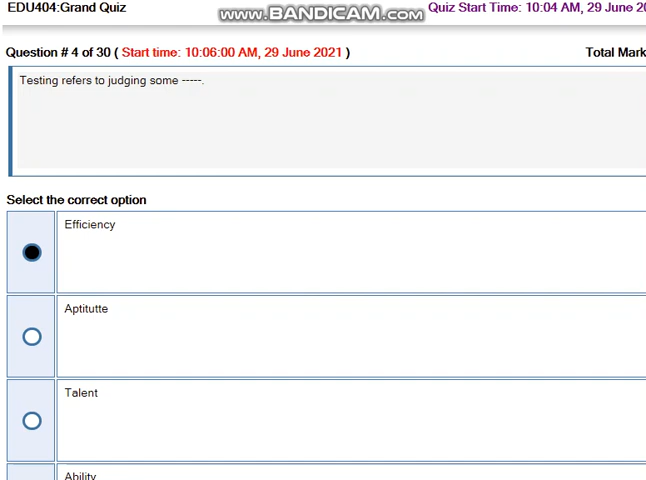 EDU404:Grand Quiz
www.BANDICAM.com
Quiz Start Time: 10:04 AM, 29 June
Question # 4 of 30 ( Start time: 10:06:00 AM, 29 June 2021 )
Total Mark
Testing refers to judging some -----.
Select the correct option
Efficiency
Aptitutte
Talent
Ability